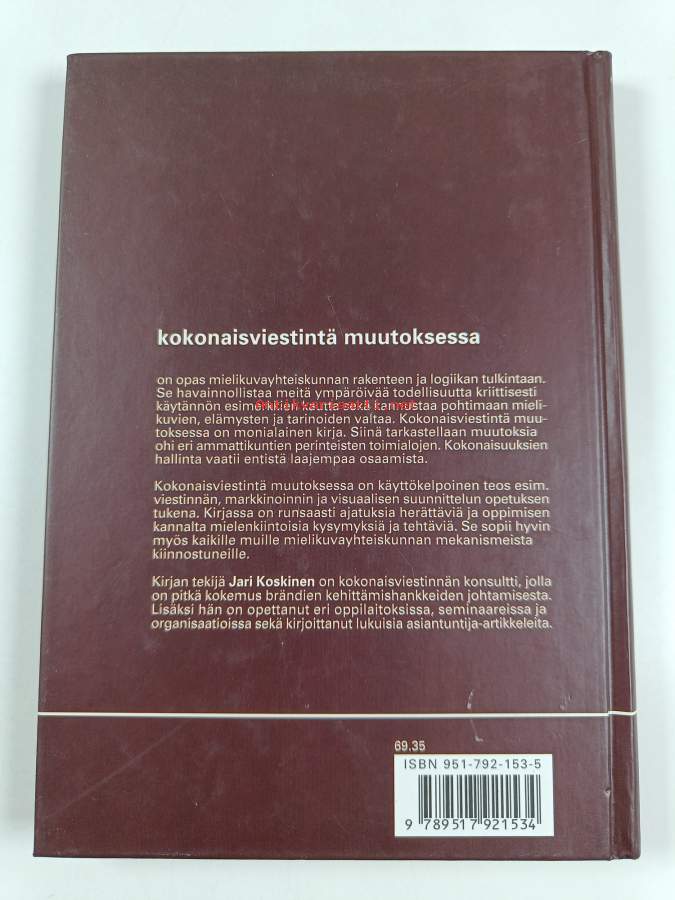 kokonaisviestintä muutoksessa
on opas mielikuvayhteiskunnan rakenteen ja logiikan tulkintaan.
Se havainnollistaa meitä ympäröivää todellisuutta kriittisesti
käytännön esimerkkien kautta sekä kannustaa pohtimaan mieli-
kuvien, elämysten ja tarinoiden valtaa. Kokonaisviestintä muu-
toksessa on monialainen kirja. Siinä tarkastellaan muutoksia
ohi eri ammattikuntien perinteisten toimialojen. Kokonaisuuksien
hallinta vaatii entistä laajempaa osaamista.
Kokonaisviestintä muutoksessa on käyttökelpoinen teos esim.
viestinnän, markkinoinnin ja visuaalisen suunnittelun opetuksen
tukena. Kirjassa on runsaasti ajatuksia herättäviä ja oppimisen
kannalta mielenkiintoisia kysymyksiä ja tehtäviä. Se sopii hyvin
myös kaikille muille mielikuvayhteiskunnan mekanismeista
kiinnostuneille.
Kirjan tekijä Jari Koskinen on kokonaisviestinnän konsultti, jolla
on pitkä kokemus brändien kehittämishankkeiden johtamisesta.
Lisäksi hän on opettanut eri oppilaitoksissa, seminaareissa ja
organisaatioissa sekä kirjoittanut lukuisia asiantuntija-artikkeleita.
69.35
ISBN 951-792-153-5
9 789517 921534